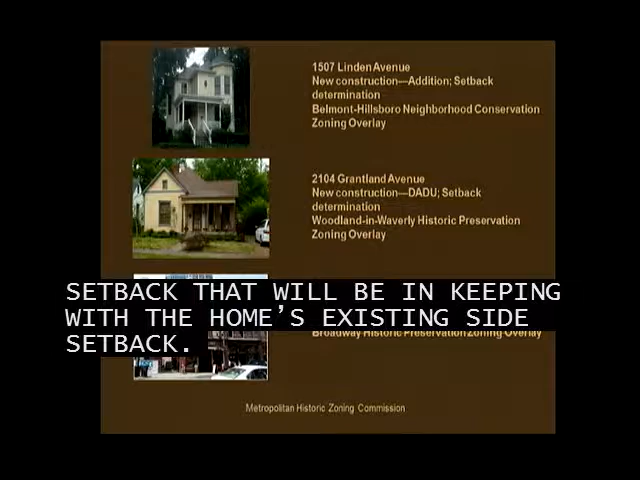 1507 Linden Avenue
New construction—Addition; Setback
determination
Belmont-Hillsboro Neighborhood Conservation
Zoning Overlay
2104 Grantland Avenue
New construction—DADU; Setback
determination
Woodland-in-Waverly Historic Preservation
Zoning Overlay
SETBACK THAT WILL BE IN KEEPING
WITH THE HOME'S EXISTING SIDE
SETBACK.
Broadway Historic Preservation Zoning Overlay
Metropolitan Historic Zoning Commission